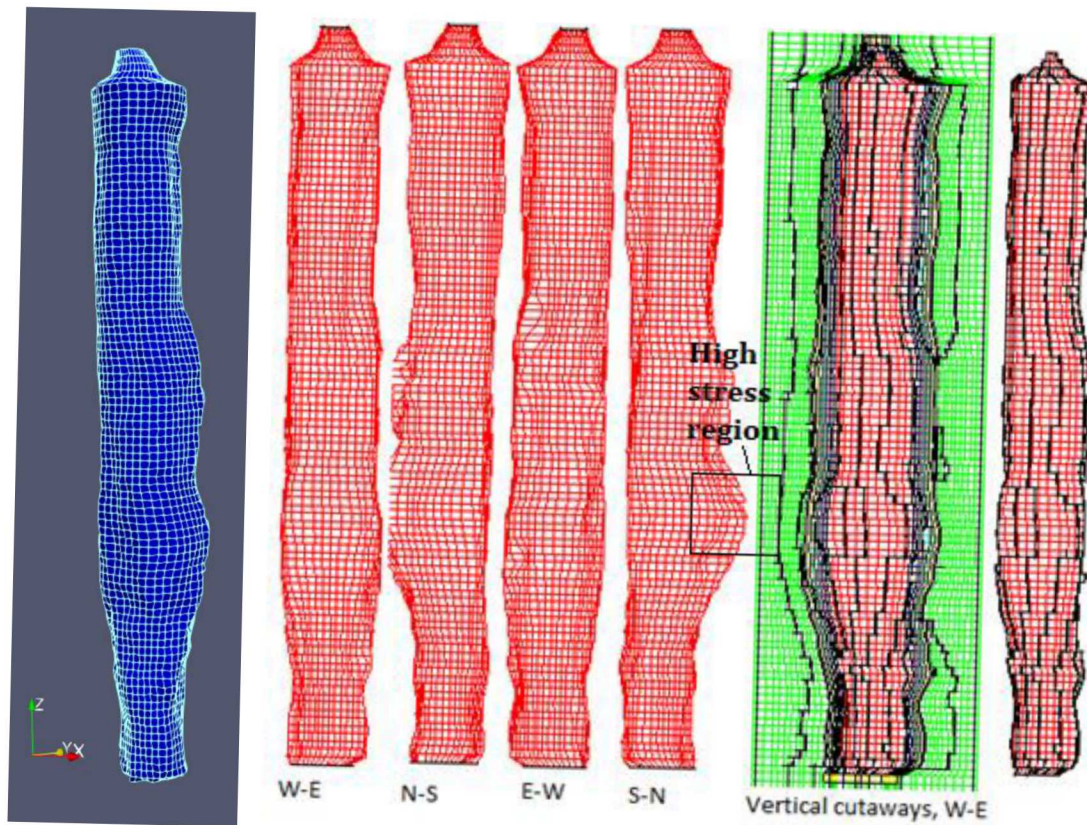 High
stress
region
Z
Y X
W-E
N-S
E-W
S-N
Vertical cutaways, W-E